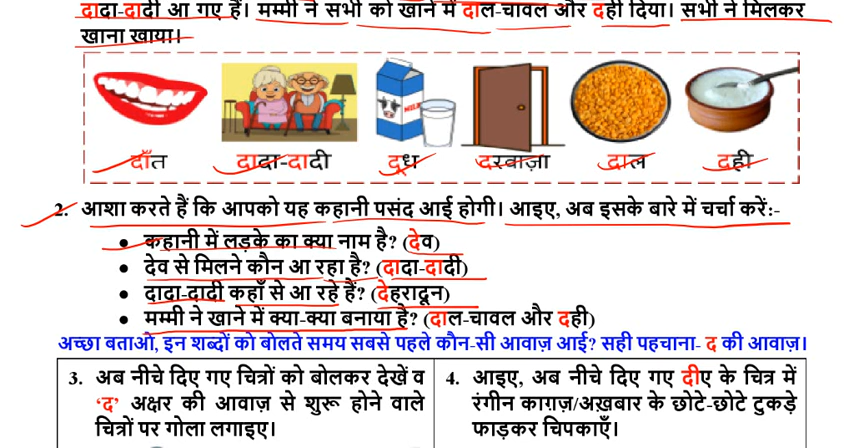 दादा-दादी आ गए हैं। मम्मी ने सभी को खाने में दाल-चावल और दही दिया। सभी ने मिलकर
खाना खाया।
MILK
दाँत दादा-दादी दूध दरवाज़ा दाल दही
2. आशा करते हैं कि आपको यह कहानी पसंद आई होगी। आइए, अब इसके बारे में चर्चा करें:-
• कहानी में लड़के का क्या नाम है? (देव)
• देव से मिलने कौन आ रहा है? (दादा-दादी)
• दादा-दादी कहाँ से आ रहे हैं? (देहरादून)
• मम्मी ने खाने में क्या-क्या बनाया है? (दाल-चावल और दही)
अच्छा बताओ, इन शब्दों को बोलते समय सबसे पहले कौन-सी आवाज़ आई? सही पहचाना- द की आवाज़।
3. अब नीचे दिए गए चित्रों को बोलकर देखें व
‘द’ अक्षर की आवाज़ से शुरू होने वाले
चित्रों पर गोला लगाइए।
4. आइए, अब नीचे दिए गए दीए के चित्र में
रंगीन काग़ज़/अख़बार के छोटे-छोटे टुकड़े
फाड़कर चिपकाएँ।